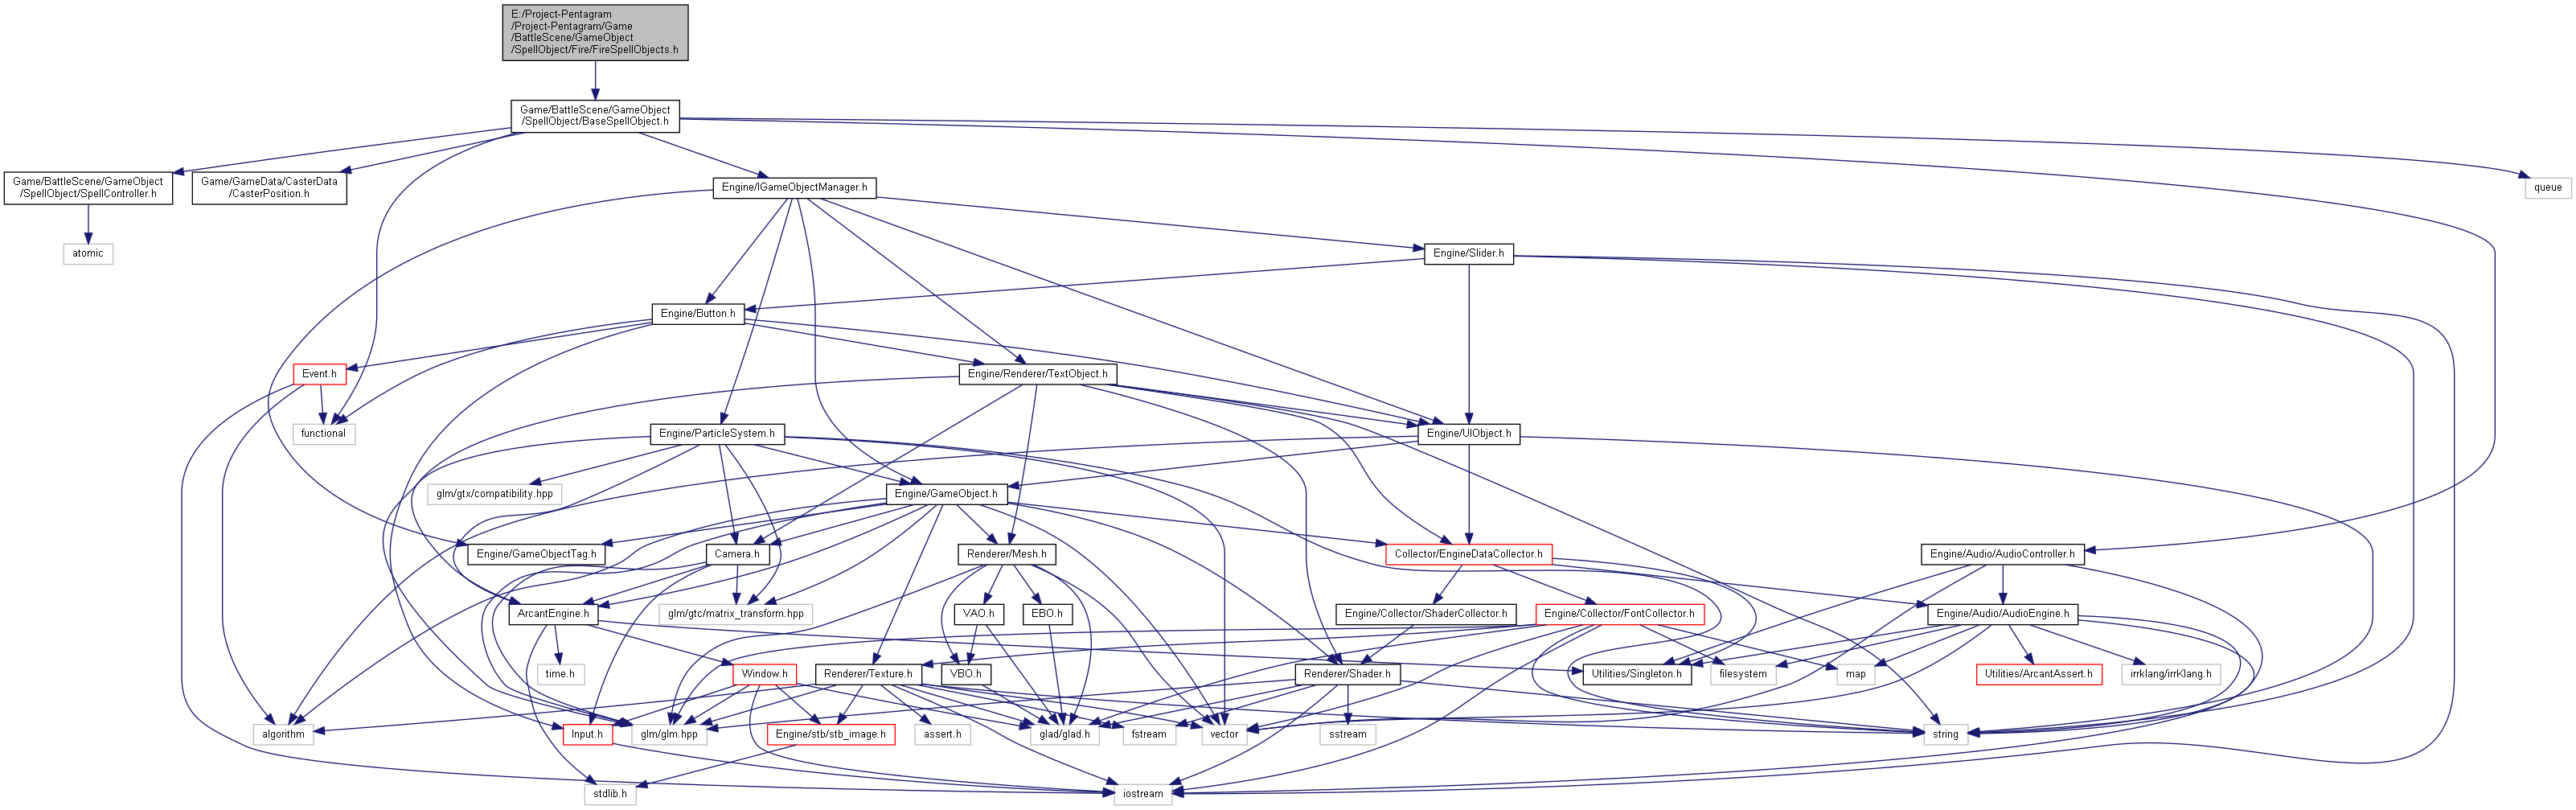 E:/Project-Pentagram
/Project-Pentagram/Game
/BattleScene/GameObject
/SpellObject/Fire/FireSpellObjects.h
Game/BattleScene/GameObject
/SpellObject/BaseSpellObject.h
Game/BattleScene/GameObject
/SpellObject/SpellController.h
Game/GameData/CasterData
/CasterPosition.h
Engine/IGameObjectManager.h
queue
atomic
Engine/Slider.h
Engine/Button.h
Event.h
Engine/Renderer/TextObject.h
functional
Engine/ParticleSystem.h
Engine/UIObject.h
glm/gtx/compatibility.hpp
Engine/GameObject.h
Engine/GameObjectTag.h
Camera.h
Renderer/Mesh.h
Collector/EngineDataCollector.h
Engine/Audio/AudioController.h
ArcantEngine.h
glm/gtc/matrix_transform.hpp
VAO.h
EBO.h
Engine/Collector/ShaderCollector.h
Engine/Collector/FontCollector.h
Engine/Audio/AudioEngine.h
time.h
Window.h
Renderer/Texture.h
VBO.h
Renderer/Shader.h
Utilities/Singleton.h
filesystem
map
Utilities/ArcantAssert.h
irrklang/irrKlang.h
algorithm
Input.h
glm/glm.hpp
Engine/stb/stb_image.h
assert.h
glad/glad.h
fstream
vector
sstream
string
stdlib.h
iostream